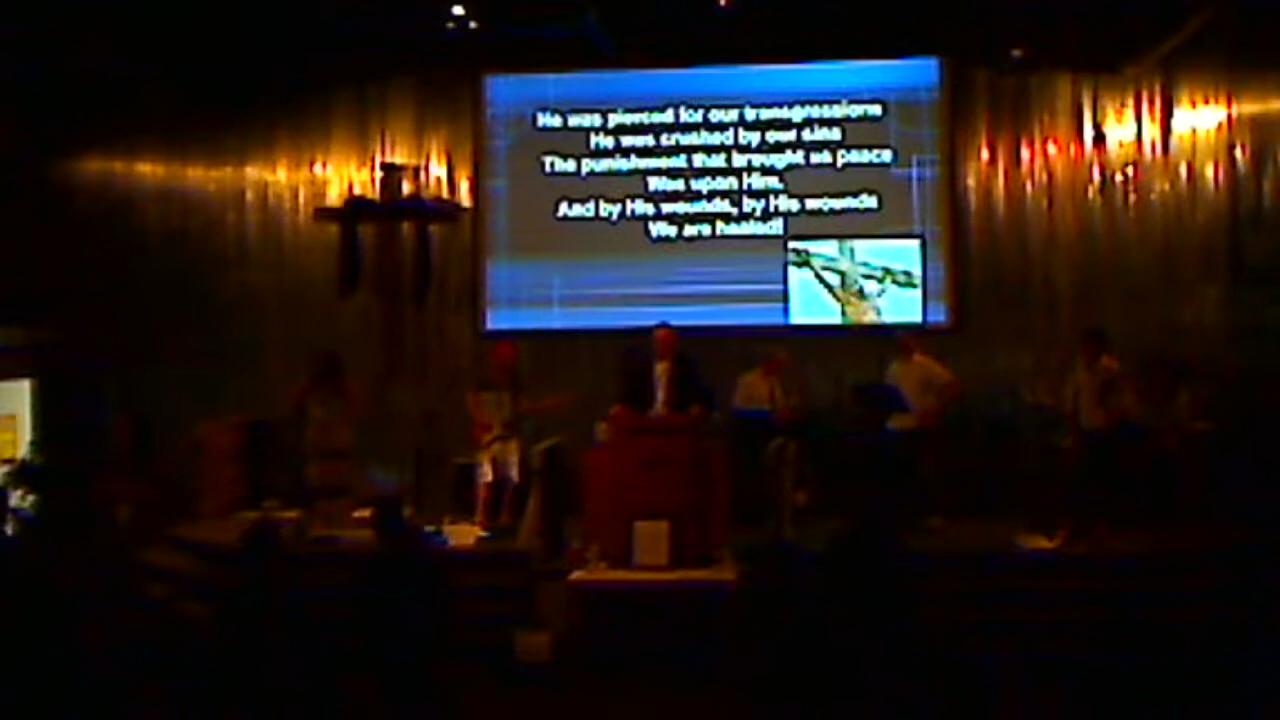 He was pierced for our transgressions
He was crushed by our sins
The punishment that brought us peace
Was upon Him.
And by His wounds, by His wounds
We are healed!